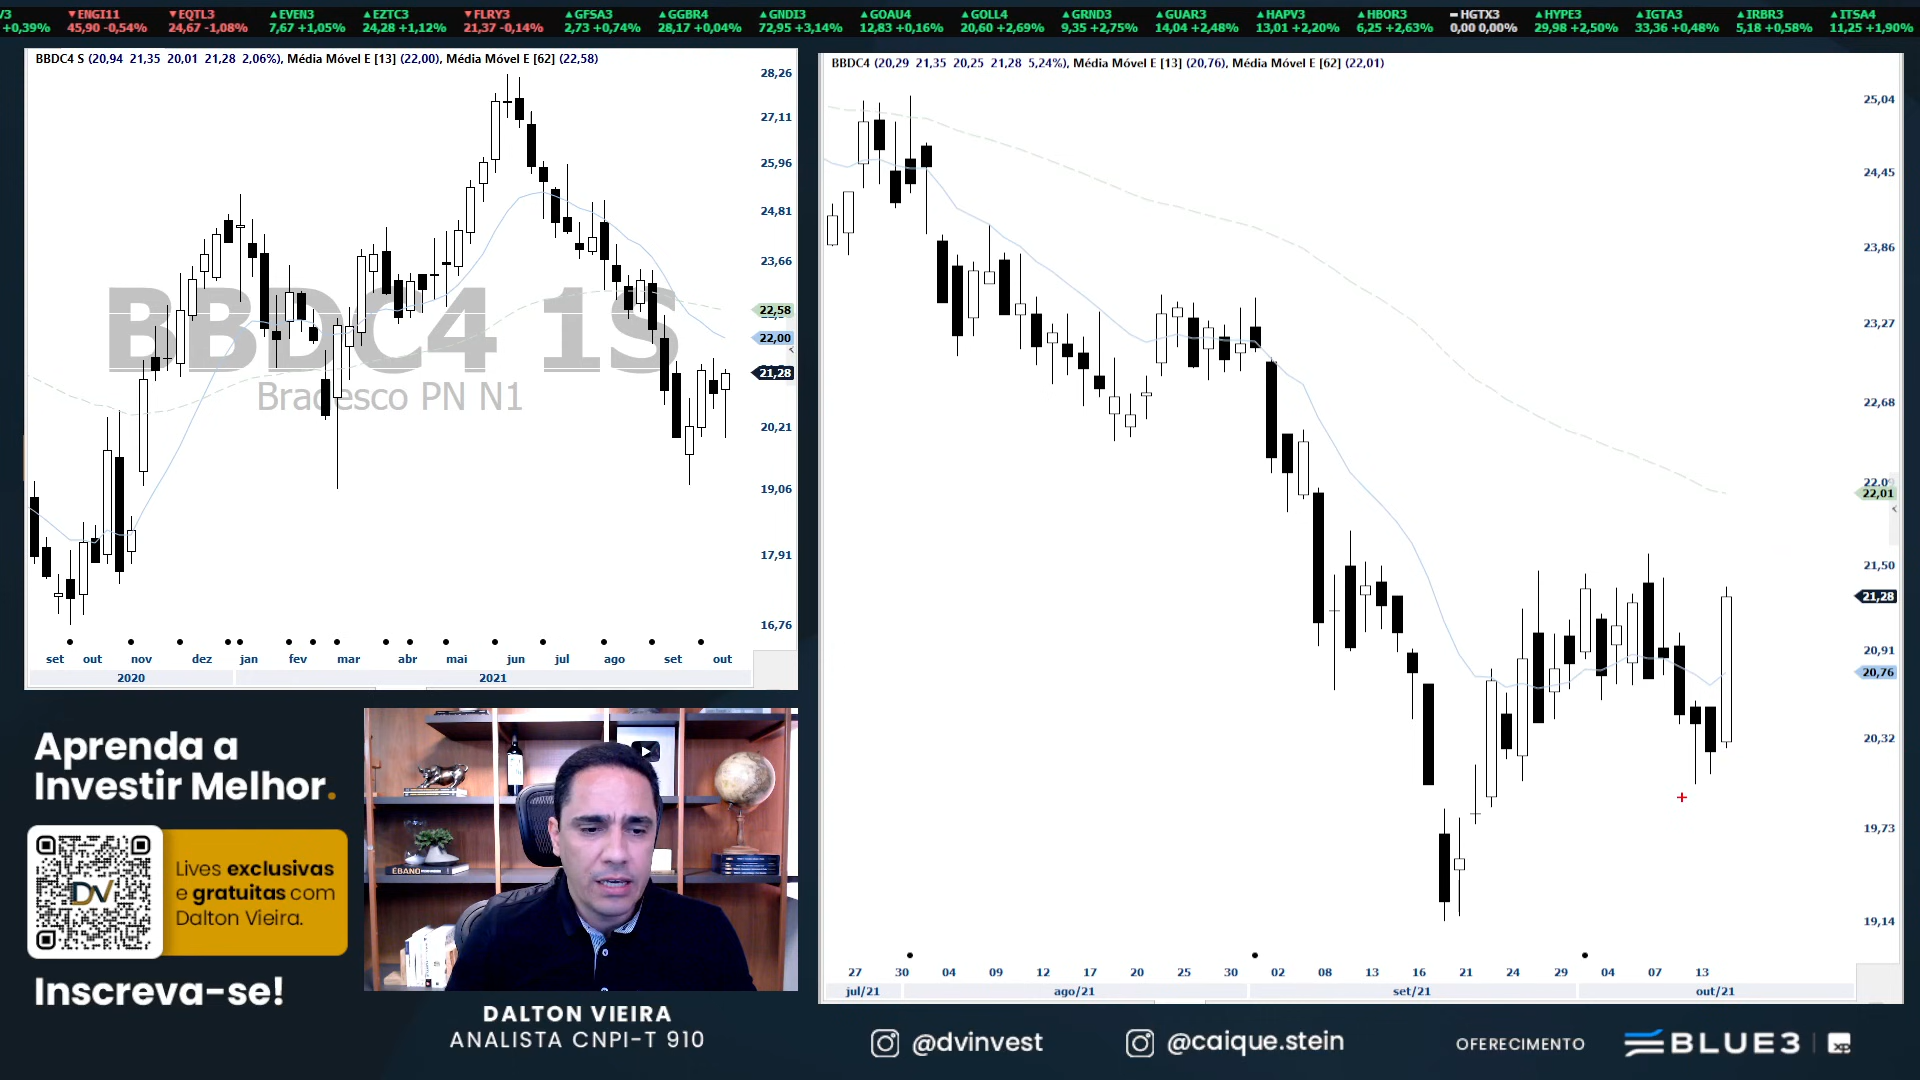 V3 ▼ENGI11 ▼EQTL3 ▲EVEN3 ▲EZTC3 ▼FLRY3 ▲GFSA3 ▲GGBR4 ▲GNDI3 ▲GOAU4 ▲GOLL4 ▲GRND3 ▲GUAR3 ▲HAPV3 ▲HBOR3 HGTX3 ▲HYPE3 ▲IGTA3 ▲IRBR3 ▲ITSA4
+0,39% 45,90 -0,54% 24,67 -1,08% 7,67 +1,05% 24,28 +1,12% 21,37 -0,14% 2,73 +0,74% 28,17 +0,04% 72,95 +3,14% 12,83 +0,16% 20,60 +2,69% 9,35 +2,75% 14,04 +2,48% 13,01 +2,20% 6,25 +2,63% 0,00 0,00% 29,98 +2,50% 33,36 +0,48% 5,18 +0,58% 11,25 +1,90%
BBDC4 S (20,94 21,35 20,01 21,28 2,06%), Média Móvel E [13] (22,00), Média Móvel E [62] (22,58)
28,26
27,11
25,96
24,81
23,66
22,58
22,00
21,28
20,21
19,06
17,91
16,76
BBDC4 1S
Bradesco PN N1
set out nov dez jan fev mar abr mai jun jul ago set out
2020 2021
BBDC4 (20,29 21,35 20,25 21,28 5,24%), Média Móvel E [13] (20,76), Média Móvel E [62] (22,01)
25,04
24,45
23,86
23,27
22,68
22,09
22,01
21,50
21,28
20,91
20,76
20,32
19,73
19,14
27 30 04 09 12 17 20 25 30 02 08 13 16 21 24 29 04 07 13
jul/21 ago/21 set/21 out/21
Aprenda a
Investir Melhor.
DV
Lives exclusivas
e gratuitas com
Dalton Vieira.
Inscreva-se!
ÉBANO
DALTON VIEIRA
ANALISTA CNPI-T 910
@dvinvest
@caique.stein
OFERECIMENTO
BLUE3
xp